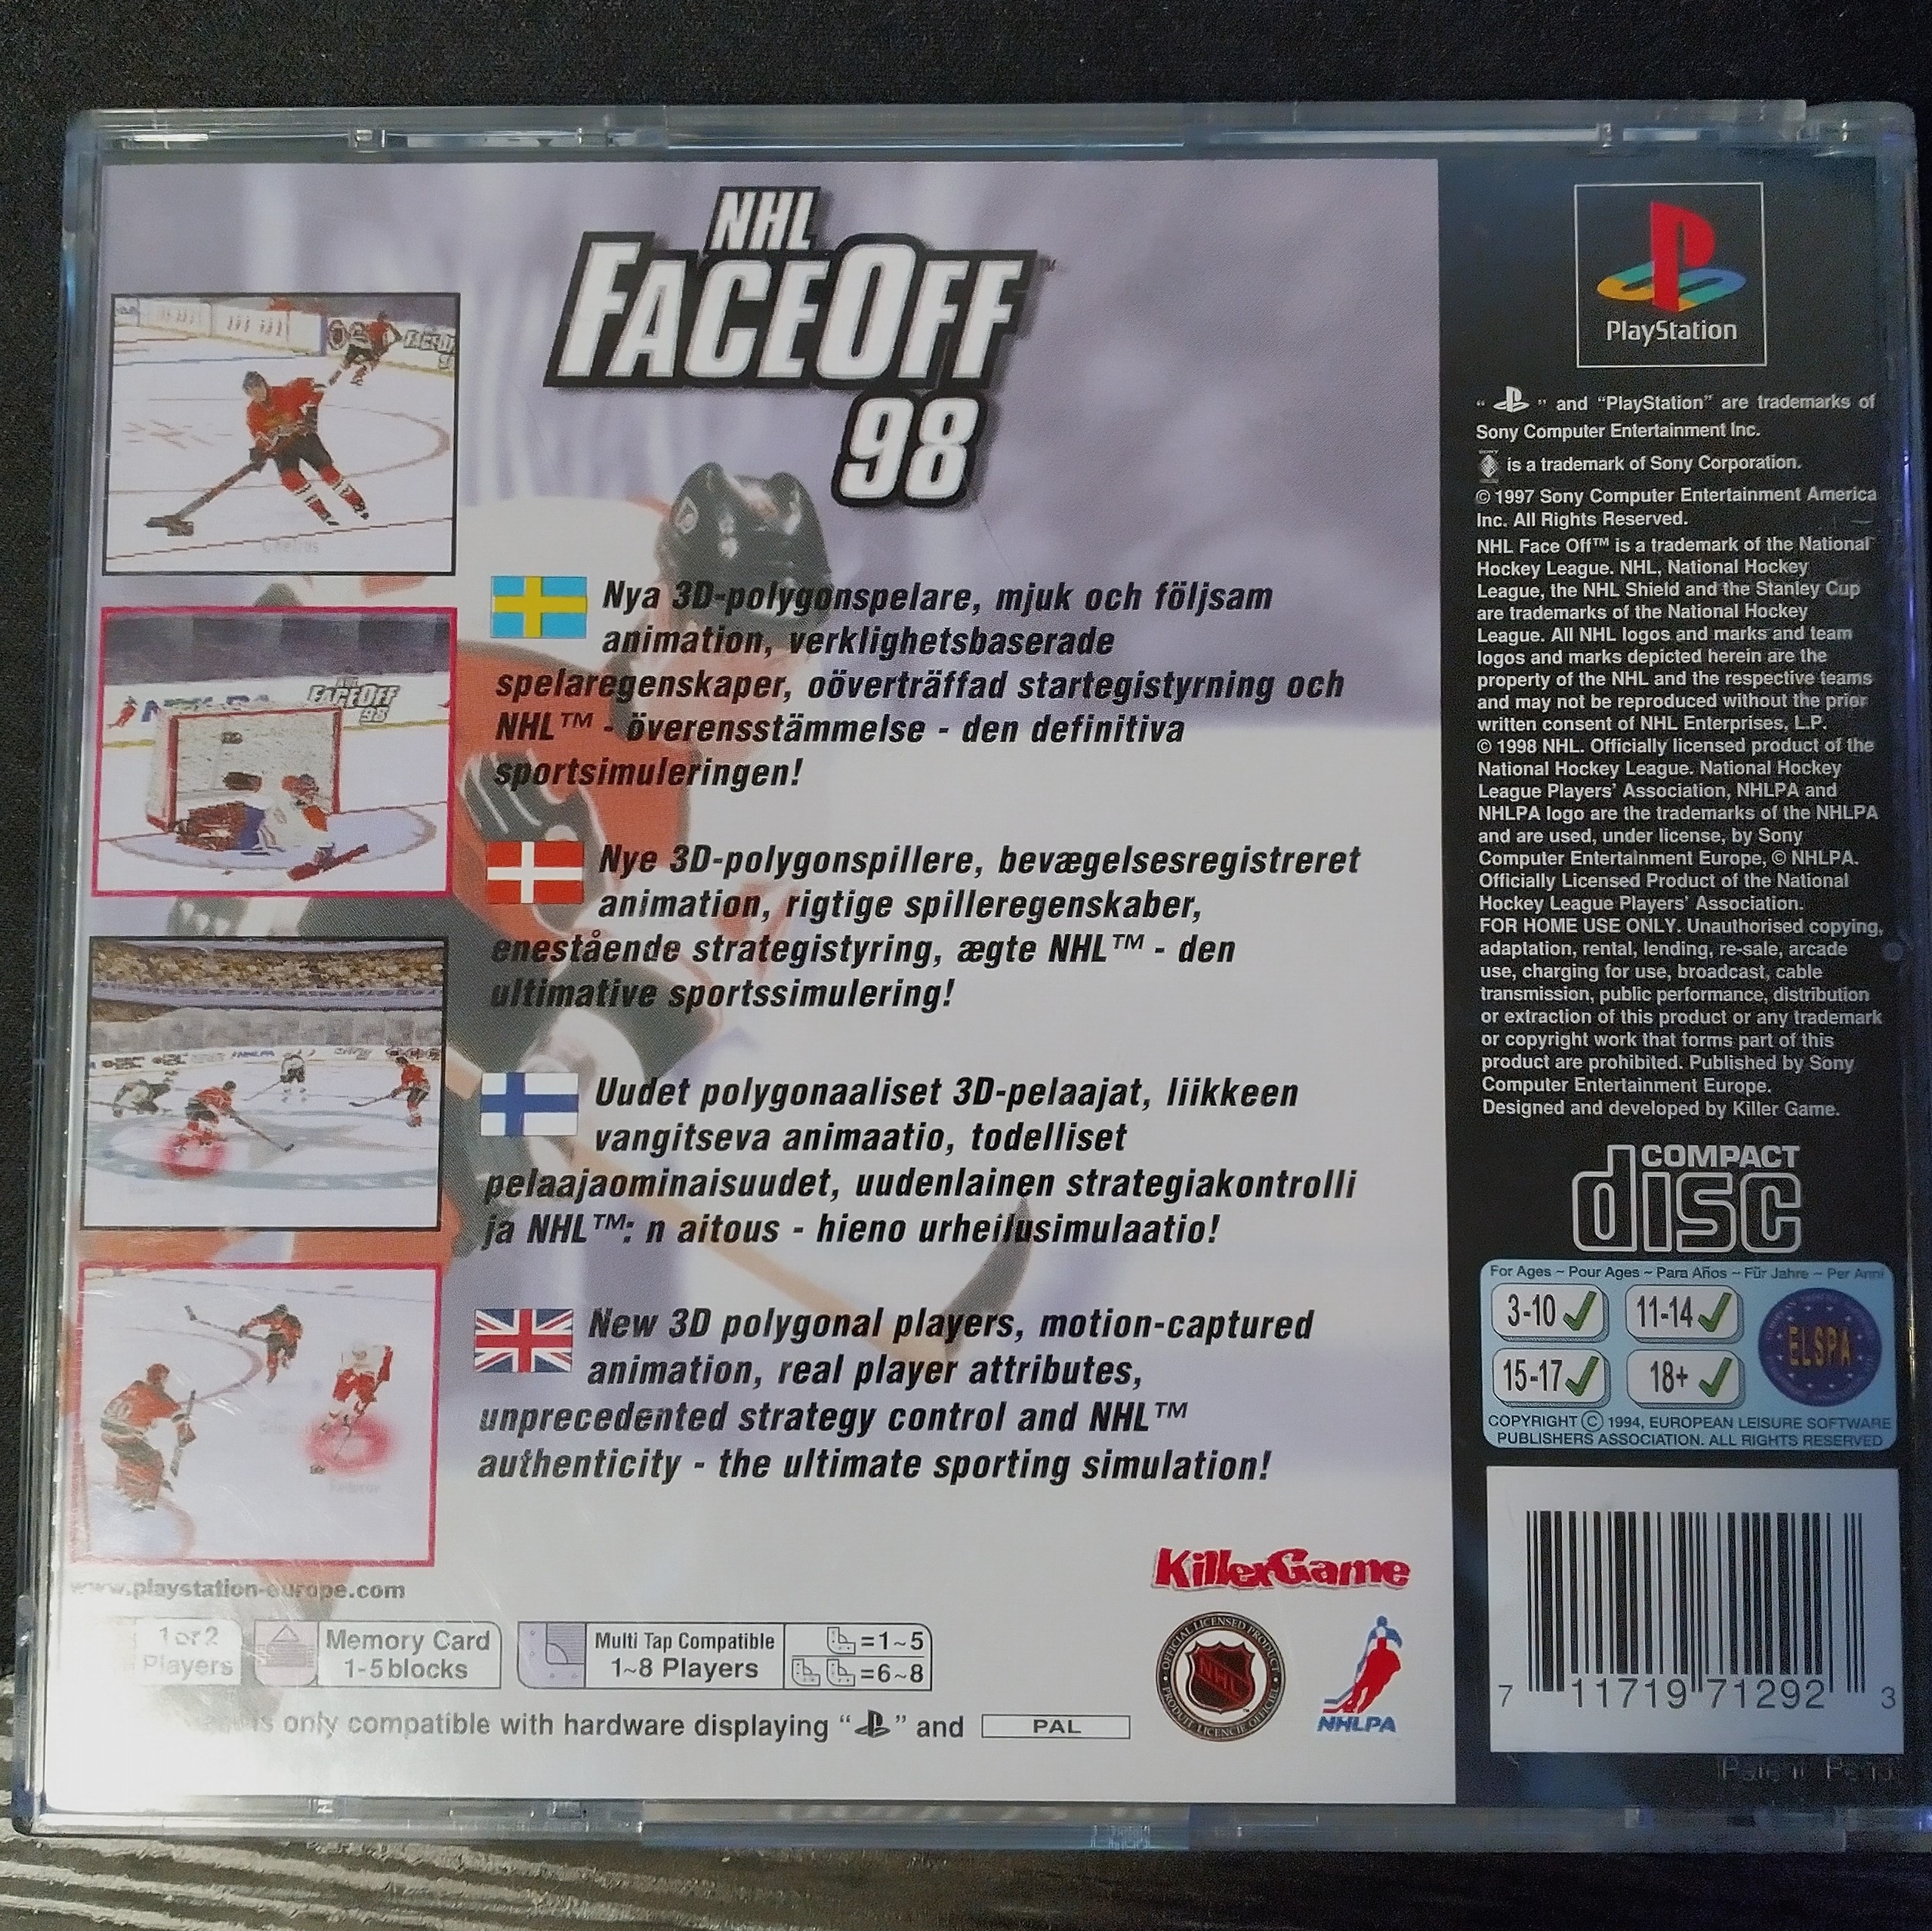 NHL
FACEOFF™
98
FACEOFF
98
Nya 3D-polygonspelare, mjuk och följsam
animation, verklighetsbaserade
spelaregenskaper, oöverträffad startegistyrning och
NHL™ - överensstämmelse - den definitiva
sportsimuleringen!
Nye 3D-polygonspillere, bevægelsesregistreret
animation, rigtige spilleregenskaber,
enestående strategistyring, ægte NHL™ - den
ultimative sportssimulering!
Uudet polygonaaliset 3D-pelaajat, liikkeen
vangitseva animaatio, todelliset
pelaajaominaisuudet, uudenlainen strategiakontrolli
ja NHL™: n aitous - hieno urheilusimulaatio!
New 3D polygonal players, motion-captured
animation, real player attributes,
unprecedented strategy control and NHL™
authenticity - the ultimate sporting simulation!
www.playstation-europe.com
1 or 2
Players
Memory Card
1-5 blocks
Multi Tap Compatible
1~8 Players
=1~5
=6~8
is only compatible with hardware displaying “ ” and PAL
KillerGame
OFFICIAL LICENSED PRODUCT
NHL
PRODUIT LICENCIE OFFICIEL
NHLPA
PlayStation
“ ” and “PlayStation” are trademarks of
Sony Computer Entertainment Inc.
is a trademark of Sony Corporation.
© 1997 Sony Computer Entertainment America
Inc. All Rights Reserved.
NHL Face Off™ is a trademark of the National
Hockey League. NHL, National Hockey
League, the NHL Shield and the Stanley Cup
are trademarks of the National Hockey
League. All NHL logos and marks and team
logos and marks depicted herein are the
property of the NHL and the respective teams
and may not be reproduced without the prior
written consent of NHL Enterprises, L.P.
© 1998 NHL. Officially licensed product of the
National Hockey League. National Hockey
League Players’ Association, NHLPA and
NHLPA logo are the trademarks of the NHLPA
and are used, under license, by Sony
Computer Entertainment Europe, © NHLPA.
Officially Licensed Product of the National
Hockey League Players’ Association.
FOR HOME USE ONLY. Unauthorised copying,
adaptation, rental, lending, re-sale, arcade
use, charging for use, broadcast, cable
transmission, public performance, distribution
or extraction of this product or any trademark
or copyright work that forms part of this
product are prohibited. Published by Sony
Computer Entertainment Europe.
Designed and developed by Killer Game.
COMPACT
disc
For Ages ~ Pour Ages ~ Para Años ~ Für Jahre ~ Per Anni
3-10 11-14
15-17 18+
ELSPA
COPYRIGHT © 1994, EUROPEAN LEISURE SOFTWARE
PUBLISHERS ASSOCIATION. ALL RIGHTS RESERVED
7 11719 71292 3